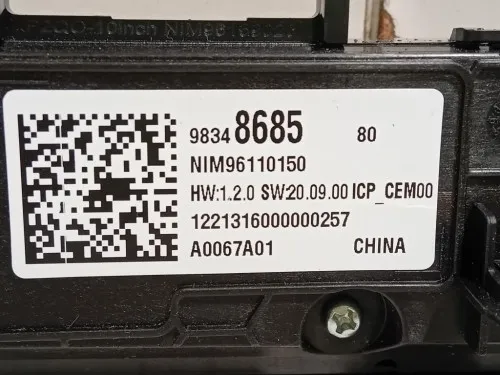 9834 8685 80
NIM96110150
HW:1.2.0 SW:20.09.00 ICP_CEM00
1221316000000257
A0067A01 CHINA